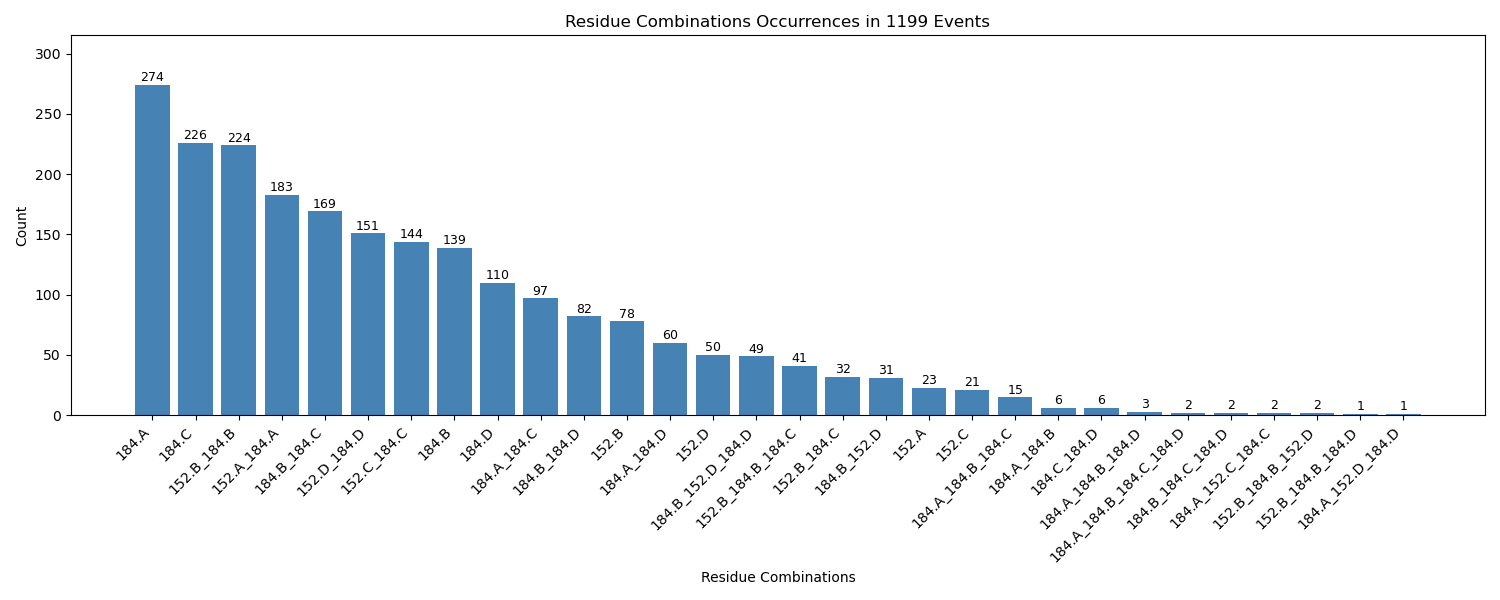 Residue Combinations Occurrences in 1199 Events
Count
300
250
200
150
100
50
0
274
226
224
183
169
151
144
139
110
97
82
78
60
50
49
41
32
31
23
21
15
6
6
3
2
2
2
2
1
1
184.A
184.C
152.B_184.B
152.A_184.A
184.B_184.C
152.D_184.D
152.C_184.C
184.B
184.D
184.A_184.C
184.B_184.D
152.B
184.A_184.D
152.D
184.B_152.D_184.D
152.B_184.B_184.C
152.B_184.C
184.B_152.D
152.A
152.C
184.A_184.B_184.C
184.A_184.B
184.C_184.D
184.A_184.B_184.D
184.A_184.B_184.C_184.D
184.B_184.C_184.D
184.A_152.C_184.C
152.B_184.B_152.D
152.B_184.B_184.D
184.A_152.D_184.D
Residue Combinations